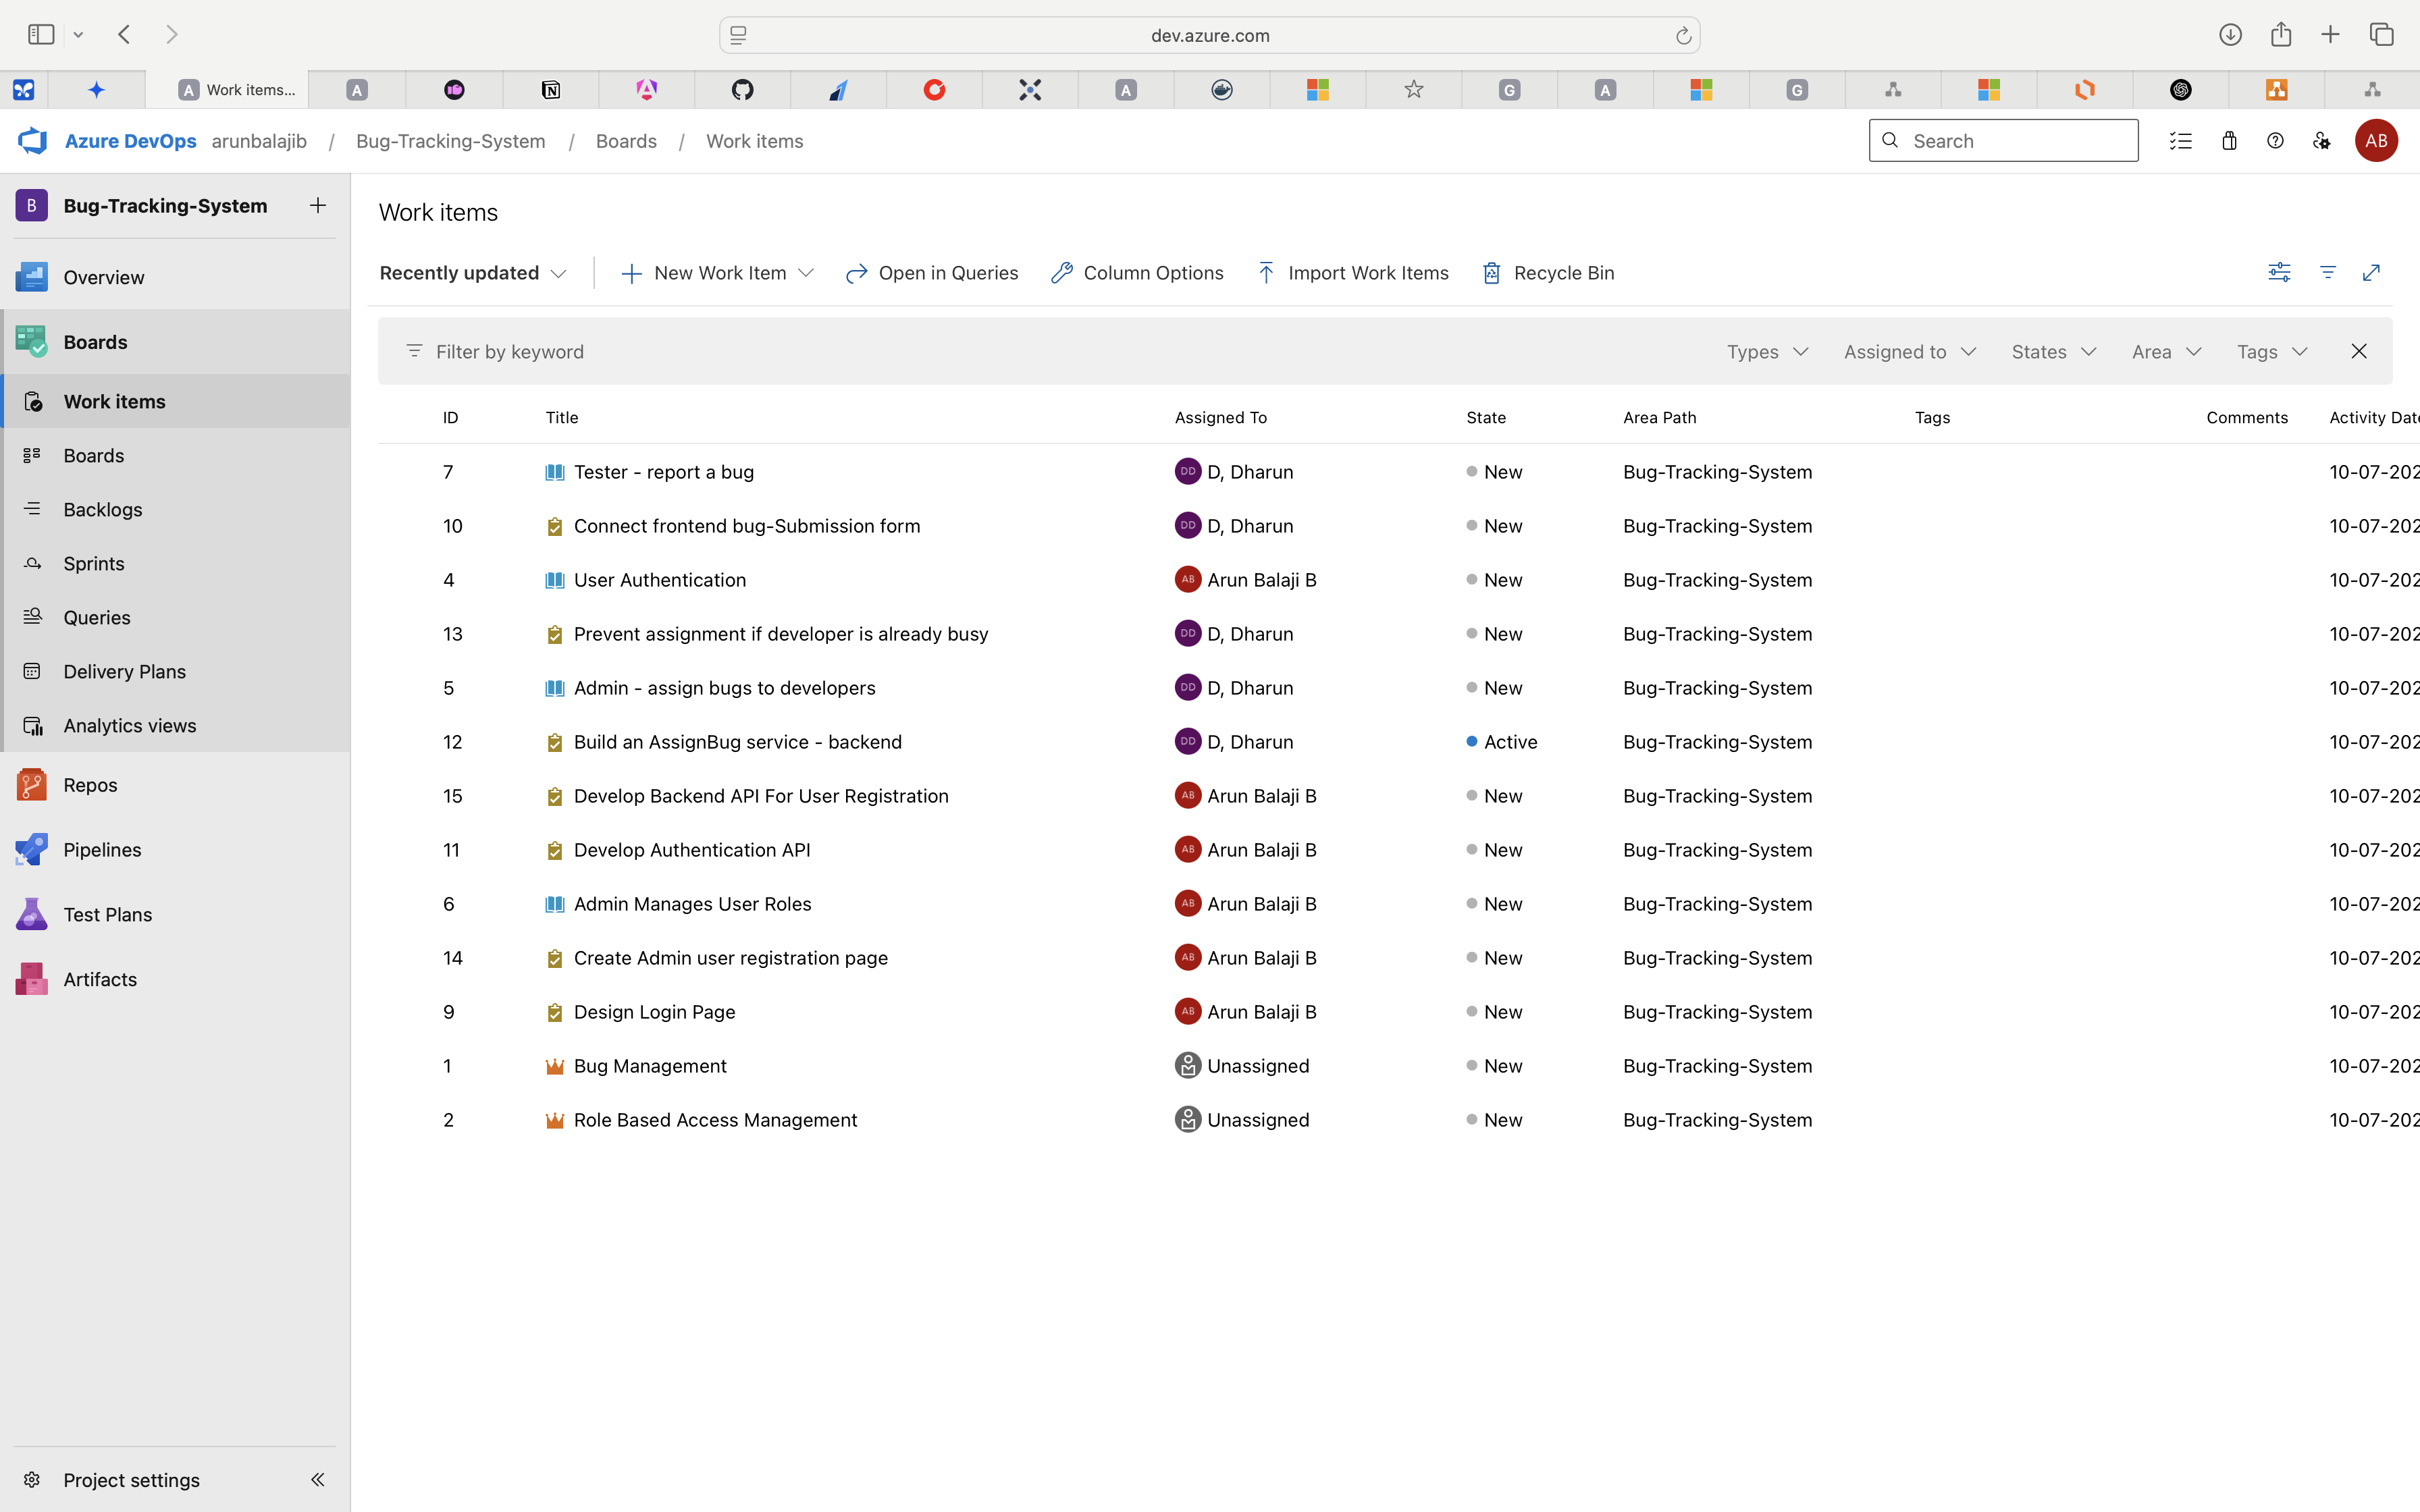 dev.azure.com
A Work items... A N A G A G
Azure DevOps arunbalajib / Bug-Tracking-System / Boards / Work items Search AB
B Bug-Tracking-System
Overview
Boards
Work items
Boards
Backlogs
Sprints
Queries
Delivery Plans
Analytics views
Repos
Pipelines
Test Plans
Artifacts
Project settings
Work items
Recently updated New Work Item Open in Queries Column Options Import Work Items Recycle Bin
Filter by keyword Types Assigned to States Area Tags
ID Title Assigned To State Area Path Tags Comments Activity Date
7 Tester - report a bug DD D, Dharun New Bug-Tracking-System 10-07-202
10 Connect frontend bug-Submission form DD D, Dharun New Bug-Tracking-System 10-07-202
4 User Authentication AB Arun Balaji B New Bug-Tracking-System 10-07-202
13 Prevent assignment if developer is already busy DD D, Dharun New Bug-Tracking-System 10-07-202
5 Admin - assign bugs to developers DD D, Dharun New Bug-Tracking-System 10-07-202
12 Build an AssignBug service - backend DD D, Dharun Active Bug-Tracking-System 10-07-202
15 Develop Backend API For User Registration AB Arun Balaji B New Bug-Tracking-System 10-07-202
11 Develop Authentication API AB Arun Balaji B New Bug-Tracking-System 10-07-202
6 Admin Manages User Roles AB Arun Balaji B New Bug-Tracking-System 10-07-202
14 Create Admin user registration page AB Arun Balaji B New Bug-Tracking-System 10-07-202
9 Design Login Page AB Arun Balaji B New Bug-Tracking-System 10-07-202
1 Bug Management Unassigned New Bug-Tracking-System 10-07-202
2 Role Based Access Management Unassigned New Bug-Tracking-System 10-07-202